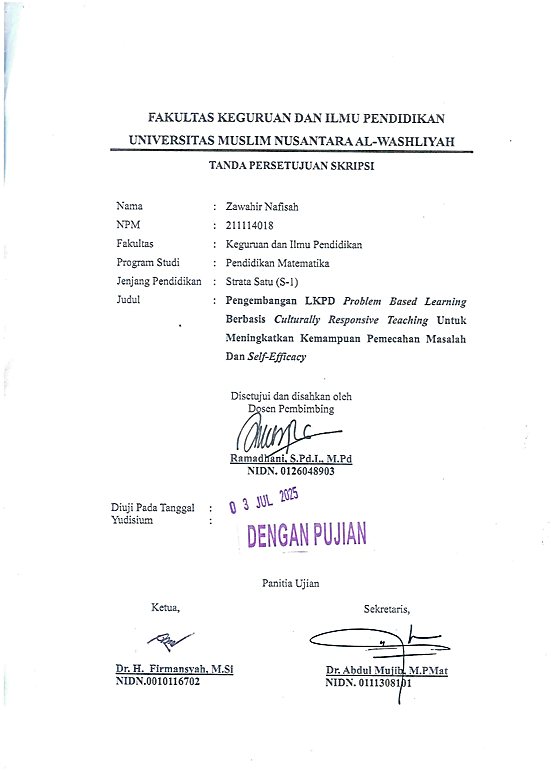 FAKULTAS KEGURUAN DAN ILMU PENDIDIKAN
UNIVERSITAS MUSLIM NUSANTARA AL-WASHLIYAH
TANDA PERSETUJUAN SKRIPSI
Nama : Zawahir Nafisah
NPM : 211114018
Fakultas : Keguruan dan Ilmu Pendidikan
Program Studi : Pendidikan Matematika
Jenjang Pendidikan : Strata Satu (S-1)
Judul : Pengembangan LKPD Problem Based Learning
Berbasis Culturally Responsive Teaching Untuk
Meningkatkan Kemampuan Pemecahan Masalah
Dan Self-Efficacy
Disetujui dan disahkan oleh
Dosen Pembimbing
Ramadhani, S.Pd.I., M.Pd
NIDN. 0126048903
Diuji Pada Tanggal : 03 JUL 2025
Yudisium :
DENGAN PUJIAN
Panitia Ujian
Ketua, Sekretaris,
Dr. H. Firmansyah, M.Si Dr. Abdul Mujib, M.PMat
NIDN.0010116702 NIDN. 0111308101